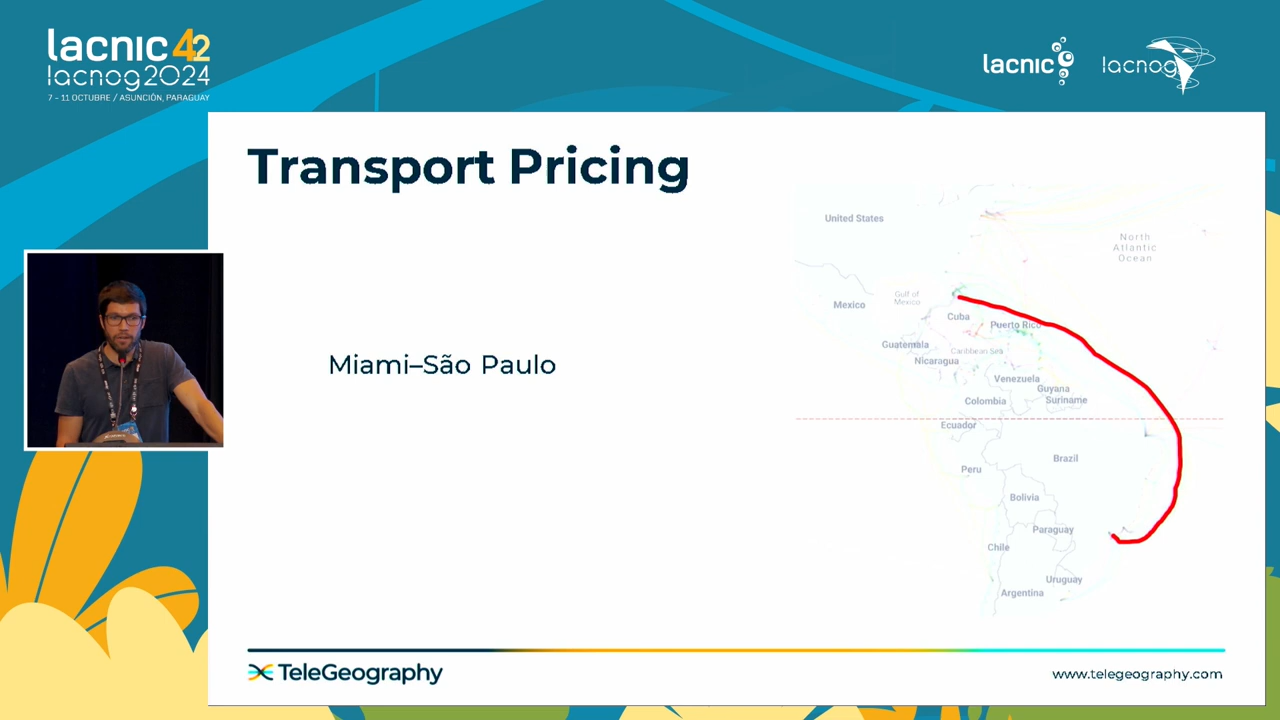 lacnic 42
lacnog2024
7 - 11 OCTUBRE / ASUNCIÓN, PARAGUAY
lacnic
lacnog
Transport Pricing
United States
North
Atlantic
Ocean
Gulf of
Mexico
Mexico
Cuba
Puerto Rico
Guatemala
Caribbean Sea
Nicaragua
Venezuela
Guyana
Colombia
Suriname
Ecuador
Brazil
Peru
Bolivia
Paraguay
Chile
Uruguay
Argentina
Miami–São Paulo
TeleGeography
www.telegeography.com